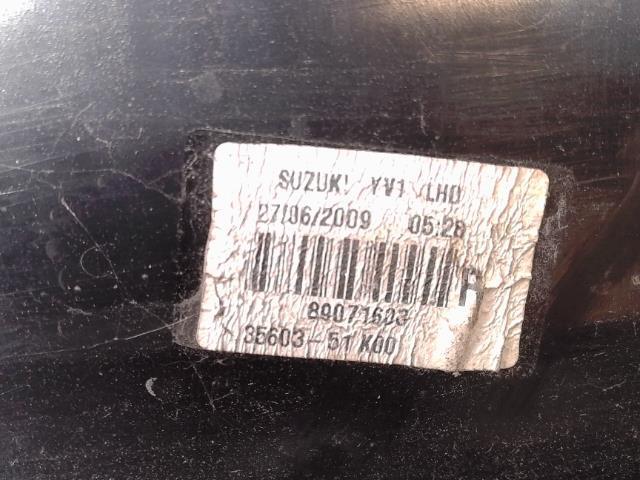 SUZUKI YV1 LHD
27/06/2009 05:28
R
89071603
35603-51K00